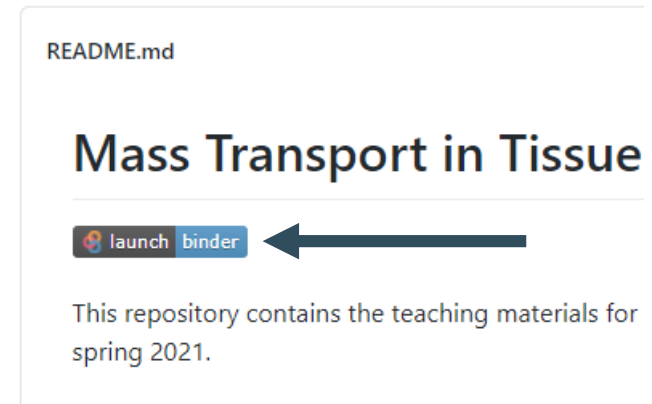 README.md
Mass Transport in Tissue
launch binder
This repository contains the teaching materials for
spring 2021.